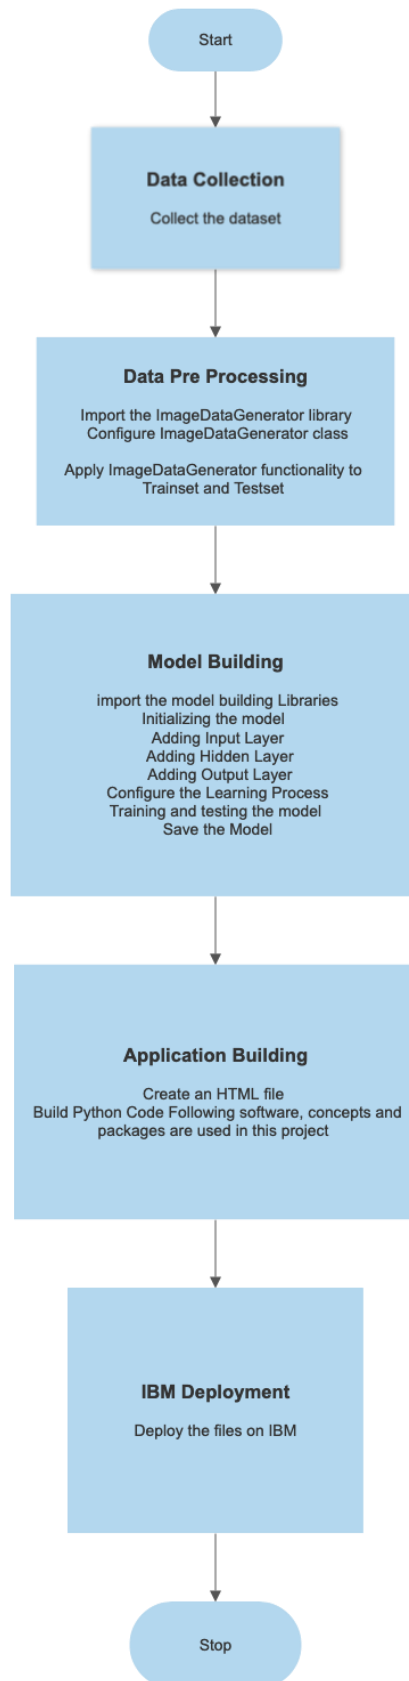 Start
Data Collection
Collect the dataset
Data Pre Processing
Import the ImageDataGenerator library
Configure ImageDataGenerator class
Apply ImageDataGenerator functionality to
Trainset and Testset
Model Building
import the model building Libraries
Initializing the model
Adding Input Layer
Adding Hidden Layer
Adding Output Layer
Configure the Learning Process
Training and testing the model
Save the Model
Application Building
Create an HTML file
Build Python Code Following software, concepts and
packages are used in this project
IBM Deployment
Deploy the files on IBM
Stop